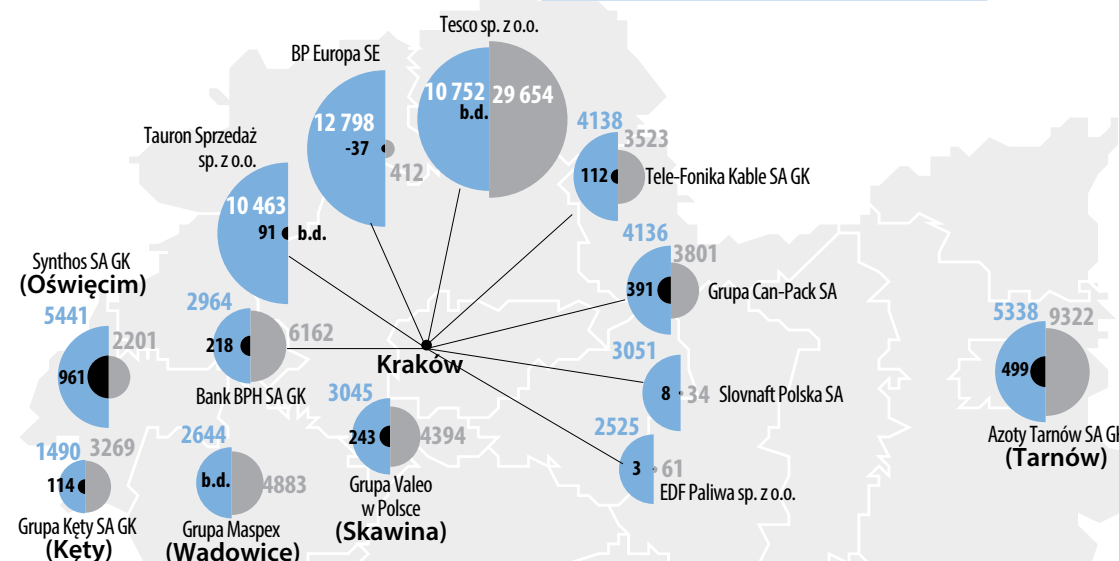 Tesco sp. z o.o.
10 752
29 654
b.d.
BP Europa SE
12 798
-37
412
Tauron Sprzedaż
sp. z o.o.
10 463
91
b.d.
4138
3523
112
Tele-Fonika Kable SA GK
4136
3801
391
Grupa Can-Pack SA
Synthos SA GK
(Oświęcim)
5441
2201
961
2964
6162
218
Bank BPH SA GK
Kraków
3051
8
34
Slovnaft Polska SA
2525
3
61
EDF Paliwa sp. z o.o.
5338
9322
499
Azoty Tarnów SA GK
(Tarnów)
3045
243
4394
Grupa Valeo
w Polsce
(Skawina)
1490
3269
114
Grupa Kęty SA GK
(Kęty)
2644
b.d.
4883
Grupa Maspex
(Wadowice)